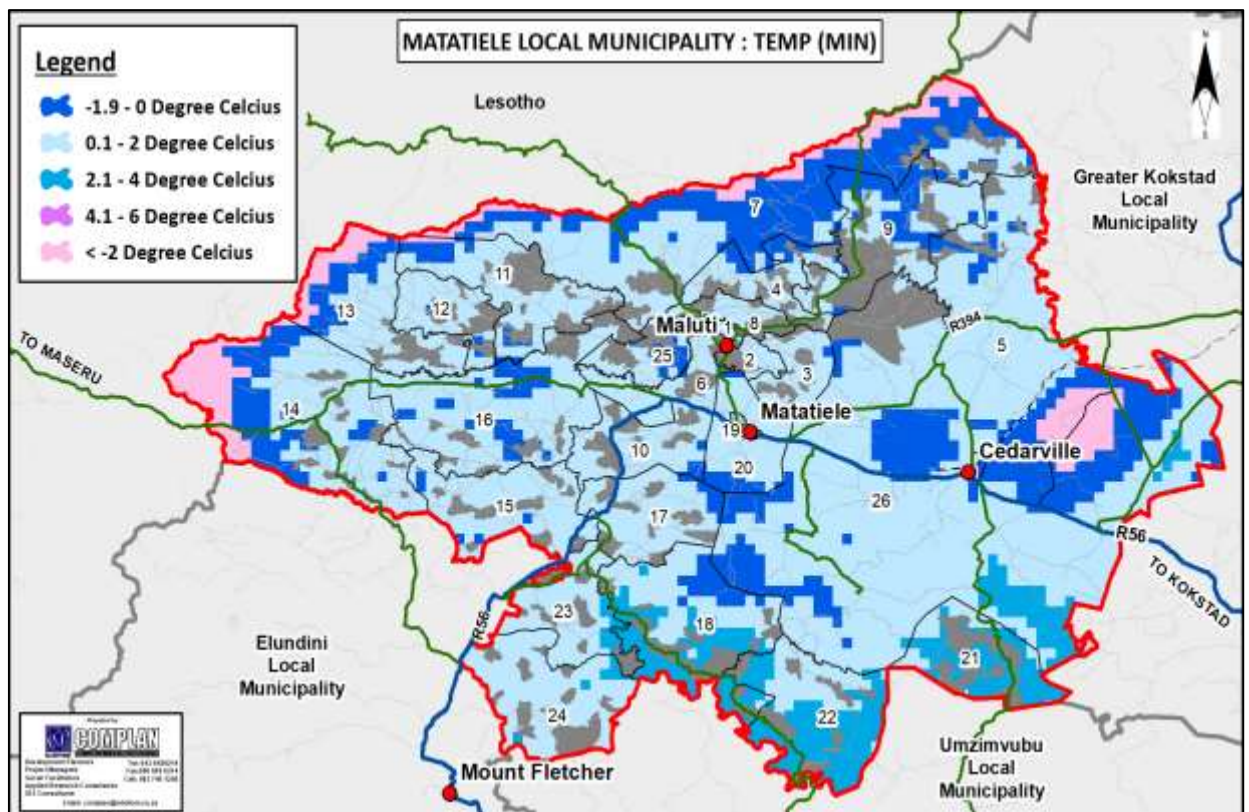 MATATIELE LOCAL MUNICIPALITY : TEMP (MIN)
Legend
-1.9 - 0 Degree Celcius
0.1 - 2 Degree Celcius
2.1 - 4 Degree Celcius
4.1 - 6 Degree Celcius
< -2 Degree Celcius
N
Lesotho
Greater Kokstad
Local
Municipality
7
9
11
4
13
12
1
8
Maluti
R394
5
25
2
3
TO MASERU
6
14
16
Matatiele
19
10
20
Cedarville
26
15
17
R56
TO KOKSTAD
23
18
R56
Elundini
Local
Municipality
21
24
22
Umzimvubu
Local
Municipality
Mount Fletcher
COMPLAN